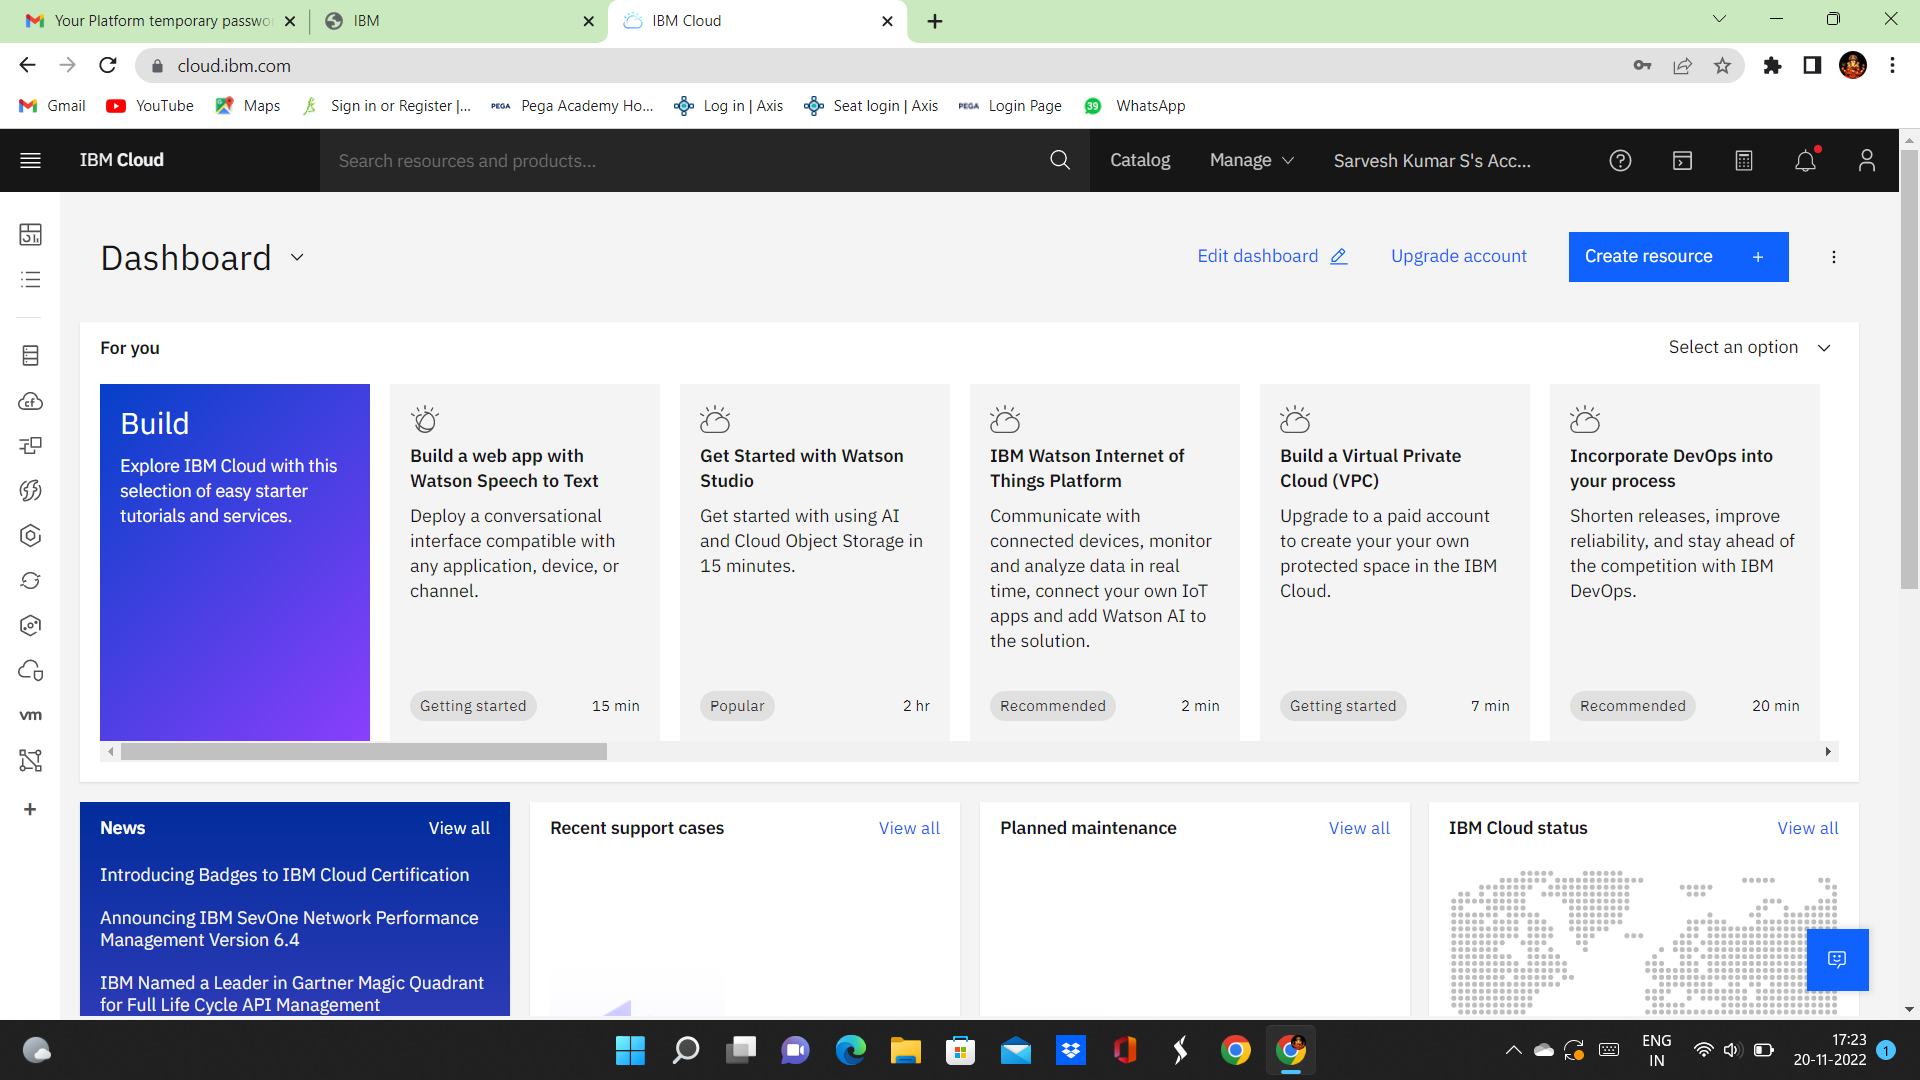 Your Platform temporary passwo
IBM
IBM Cloud
cloud.ibm.com
Gmail
YouTube
Maps
Sign in or Register |...
PEGA
Pega Academy Ho...
Log in | Axis
Seat login | Axis
PEGA
Login Page
39
WhatsApp
IBM Cloud
Search resources and products...
Catalog
Manage
Sarvesh Kumar S's Acc...
Dashboard
Edit dashboard
Upgrade account
Create resource +
For you
Select an option
Build
Explore IBM Cloud with this
selection of easy starter
tutorials and services.
Build a web app with
Watson Speech to Text
Deploy a conversational
interface compatible with
any application, device, or
channel.
Getting started
15 min
Get Started with Watson
Studio
Get started with using AI
and Cloud Object Storage in
15 minutes.
Popular
2 hr
IBM Watson Internet of
Things Platform
Communicate with
connected devices, monitor
and analyze data in real
time, connect your own IoT
apps and add Watson AI to
the solution.
Recommended
2 min
Build a Virtual Private
Cloud (VPC)
Upgrade to a paid account
to create your your own
protected space in the IBM
Cloud.
Getting started
7 min
Incorporate DevOps into
your process
Shorten releases, improve
reliability, and stay ahead of
the competition with IBM
DevOps.
Recommended
20 min
cf
vm
News
View all
Introducing Badges to IBM Cloud Certification
Announcing IBM SevOne Network Performance
Management Version 6.4
IBM Named a Leader in Gartner Magic Quadrant
for Full Life Cycle API Management
Recent support cases
View all
Planned maintenance
View all
IBM Cloud status
View all
ENG
IN
17:23
20-11-2022
1